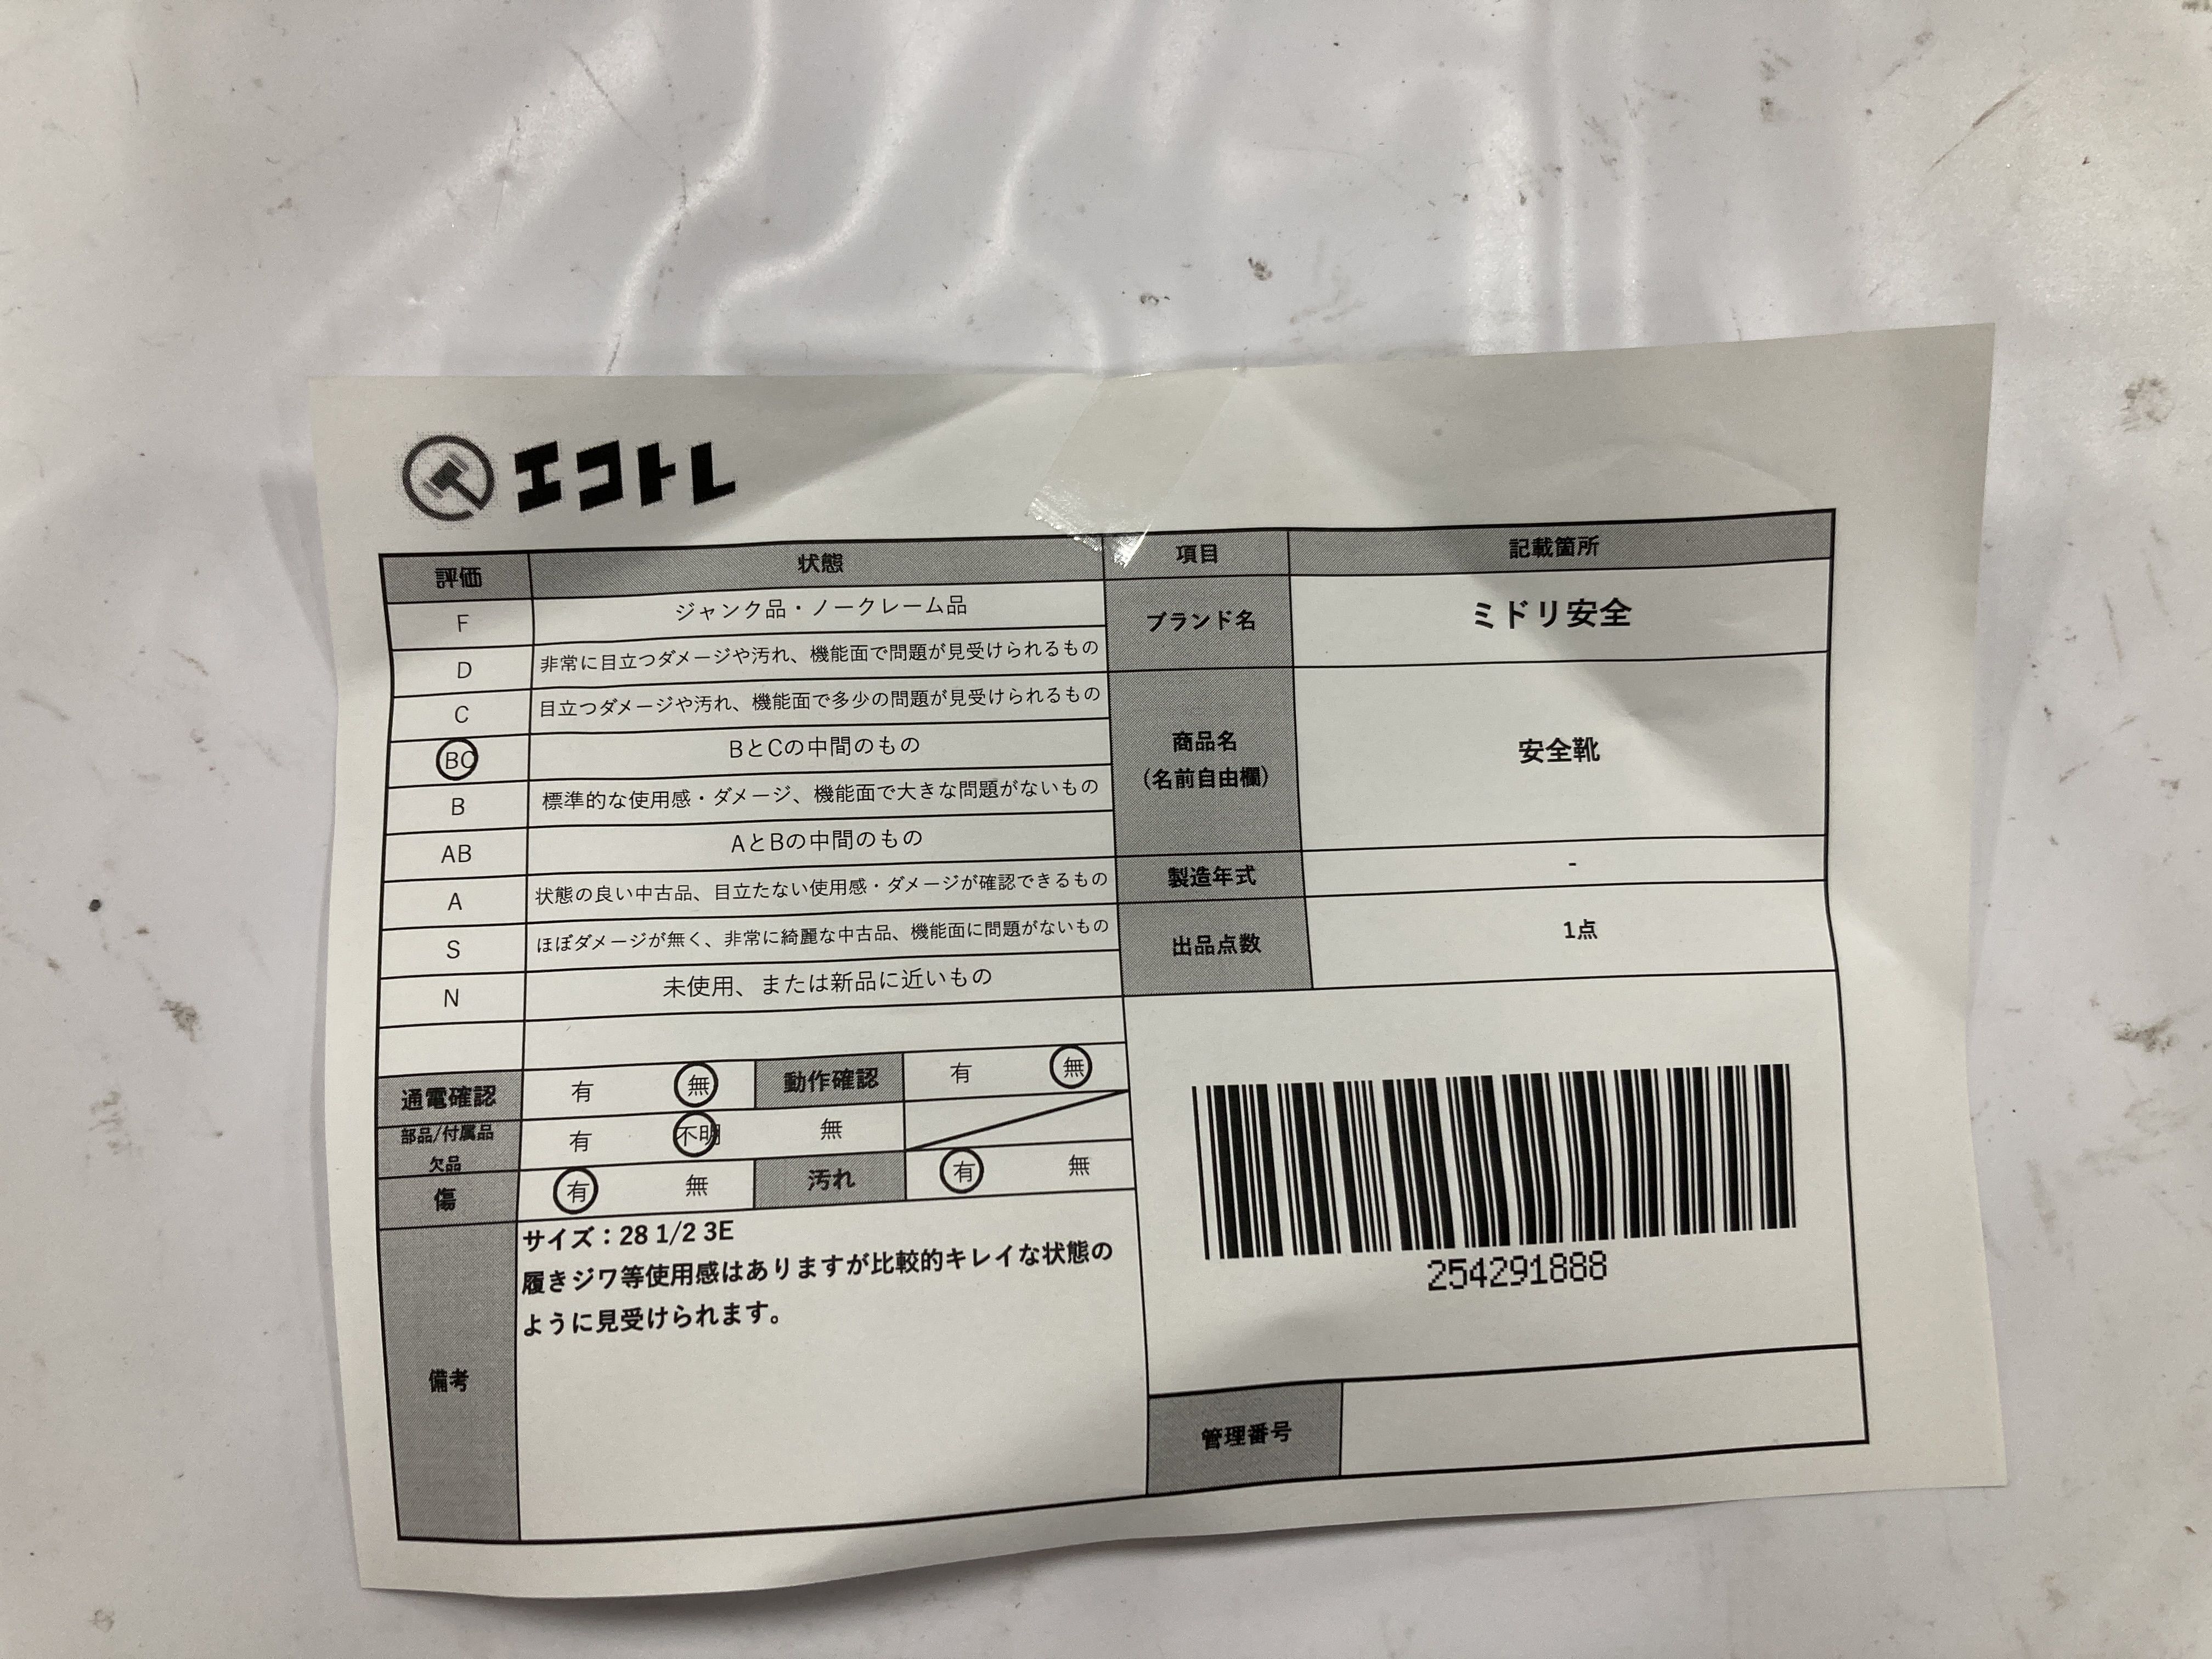 エコトレ
評価 状態
F ジャンク品・ノークレーム品
D 非常に目立つダメージや汚れ、機能面で問題が見受けられるもの
C 目立つダメージや汚れ、機能面で多少の問題が見受けられるもの
BC BとCの中間のもの
B 標準的な使用感・ダメージ、機能面で大きな問題がないもの
AB AとBの中間のもの
A 状態の良い中古品、目立たない使用感・ダメージが確認できるもの
S ほぼダメージが無く、非常に綺麗な中古品、機能面に問題がないもの
N 未使用、または新品に近いもの
通電確認 有 無 動作確認 有 無
部品/付属品
欠品 有 不明 無
傷 有 無 汚れ 有 無
備考
サイズ：28 1/2 3E
履きジワ等使用感はありますが比較的キレイな状態の
ように見受けられます。
項目 記載箇所
ブランド名 ミドリ安全
商品名
（名前自由欄） 安全靴
製造年式 -
出品点数 1点
254291888
管理番号